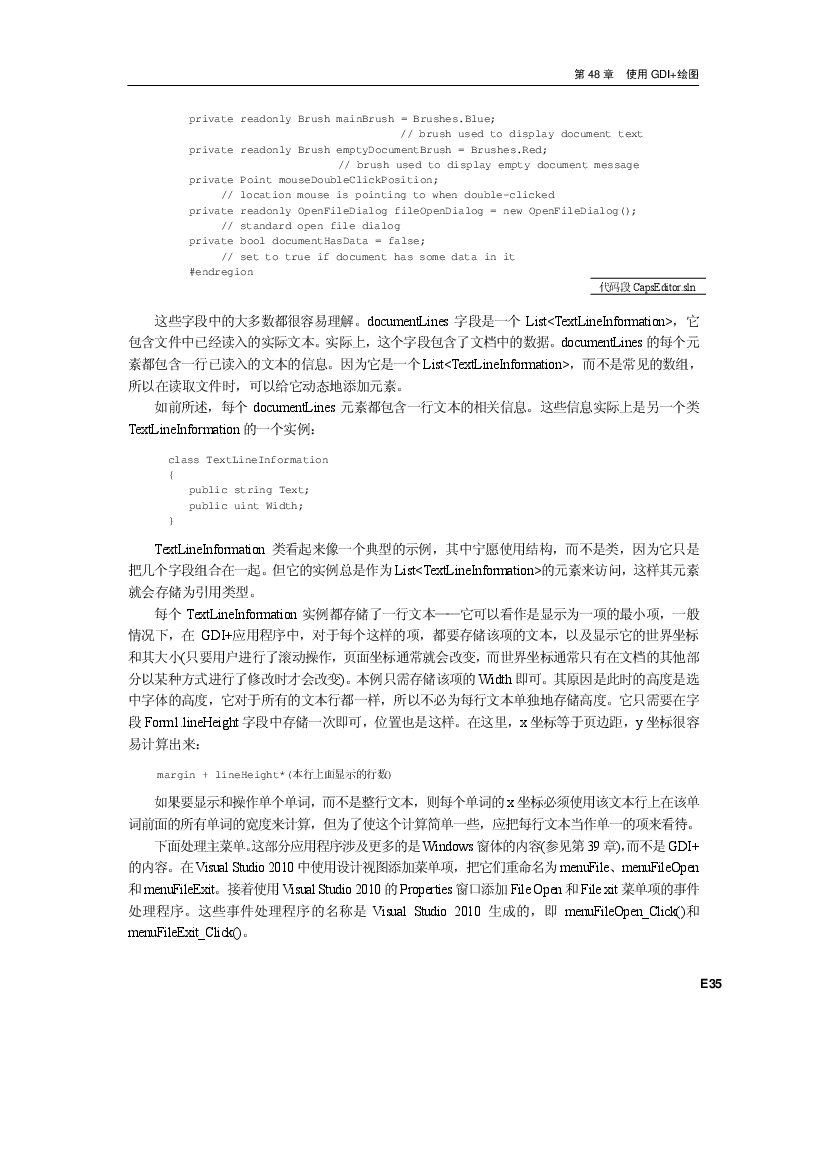 第 48 章 使用 GDI+绘图
private readonly Brush mainBrush = Brushes.Blue;
// brush used to display document text
private readonly Brush emptyDocumentBrush = Brushes.Red;
// brush used to display empty document message
private Point mouseDoubleClickPosition;
// location mouse is pointing to when double-clicked
private readonly OpenFileDialog fileOpenDialog = new OpenFileDialog();
// standard open file dialog
private bool documentHasData = false;
// set to true if document has some data in it
#endregion
代码段 CapsEditor.sln
这些字段中的大多数都很容易理解。documentLines 字段是一个 List<TextLineInformation>，它
包含文件中已经读入的实际文本。实际上，这个字段包含了文档中的数据。documentLines 的每个元
素都包含一行已读入的文本的信息。因为它是一个 List<TextLineInformation>，而不是常见的数组，
所以在读取文件时，可以给它动态地添加元素。
如前所述，每个 documentLines 元素都包含一行文本的相关信息。这些信息实际上是另一个类
TextLineInformation 的一个实例：
class TextLineInformation
{
public string Text;
public uint Width;
}
TextLineInformation 类看起来像一个典型的示例，其中宁愿使用结构，而不是类，因为它只是
把几个字段组合在一起。但它的实例总是作为 List<TextLineInformation>的元素来访问，这样其元素
就会存储为引用类型。
每个 TextLineInformation 实例都存储了一行文本——它可以看作是显示为一项的最小项，一般
情况下，在 GDI+应用程序中，对于每个这样的项，都要存储该项的文本，以及显示它的世界坐标
和其大小(只要用户进行了滚动操作，页面坐标通常就会改变，而世界坐标通常只有在文档的其他部
分以某种方式进行了修改时才会改变)。本例只需存储该项的 Width 即可。其原因是此时的高度是选
中字体的高度，它对于所有的文本行都一样，所以不必为每行文本单独地存储高度。它只需要在字
段 Form1.lineHeight 字段中存储一次即可，位置也是这样。在这里，x 坐标等于页边距，y 坐标很容
易计算出来：
margin + lineHeight*(本行上面显示的行数)
如果要显示和操作单个单词，而不是整行文本，则每个单词的 x 坐标必须使用该文本行上在该单
词前面的所有单词的宽度来计算，但为了使这个计算简单一些，应把每行文本当作单一的项来看待。
下面处理主菜单。这部分应用程序涉及更多的是 Windows 窗体的内容(参见第 39 章)，而不是 GDI+
的内容。在 Visual Studio 2010 中使用设计视图添加菜单项，把它们重命名为 menuFile、menuFileOpen
和 menuFileExit。接着使用 Visual Studio 2010 的 Properties 窗口添加 File Open 和 File xit 菜单项的事件
处理程序。这些事件处理程序的名称是 Visual Studio 2010 生成的，即 menuFileOpen_Click()和
menuFileExit_Click()。
E35